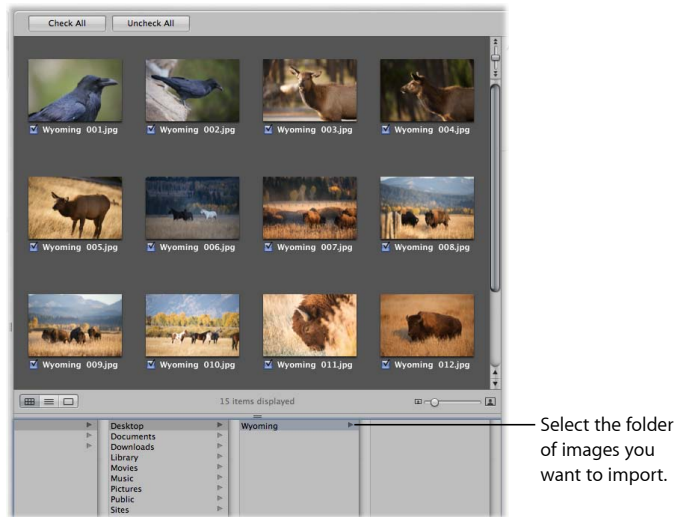 Check All Uncheck All
Wyoming 001.jpg Wyoming 002.jpg Wyoming 003.jpg Wyoming 004.jpg
Wyoming 005.jpg Wyoming 006.jpg Wyoming 007.jpg Wyoming 008.jpg
Wyoming 009.jpg Wyoming 010.jpg Wyoming 011.jpg Wyoming 012.jpg
15 items displayed
Desktop Wyoming
Documents
Downloads
Library
Movies
Music
Pictures
Public
Sites
Select the folder
of images you
want to import.